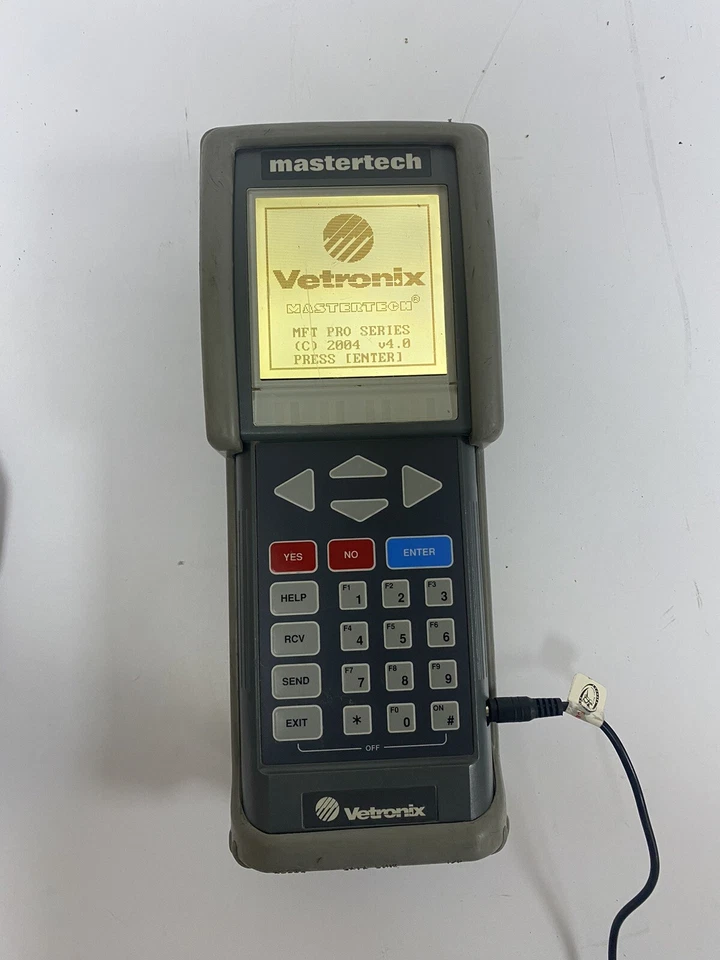 mastertech
Vetronix
MASTERTECH®
MFT PRO SERIES
(C) 2004 v4.0
PRESS [ENTER]
YES NO ENTER
HELP F1 1 F2 2 F3 3
RCV F4 4 F5 5 F6 6
SEND F7 7 F8 8 F9 9
EXIT * F0 0 ON #
OFF
Vetronix